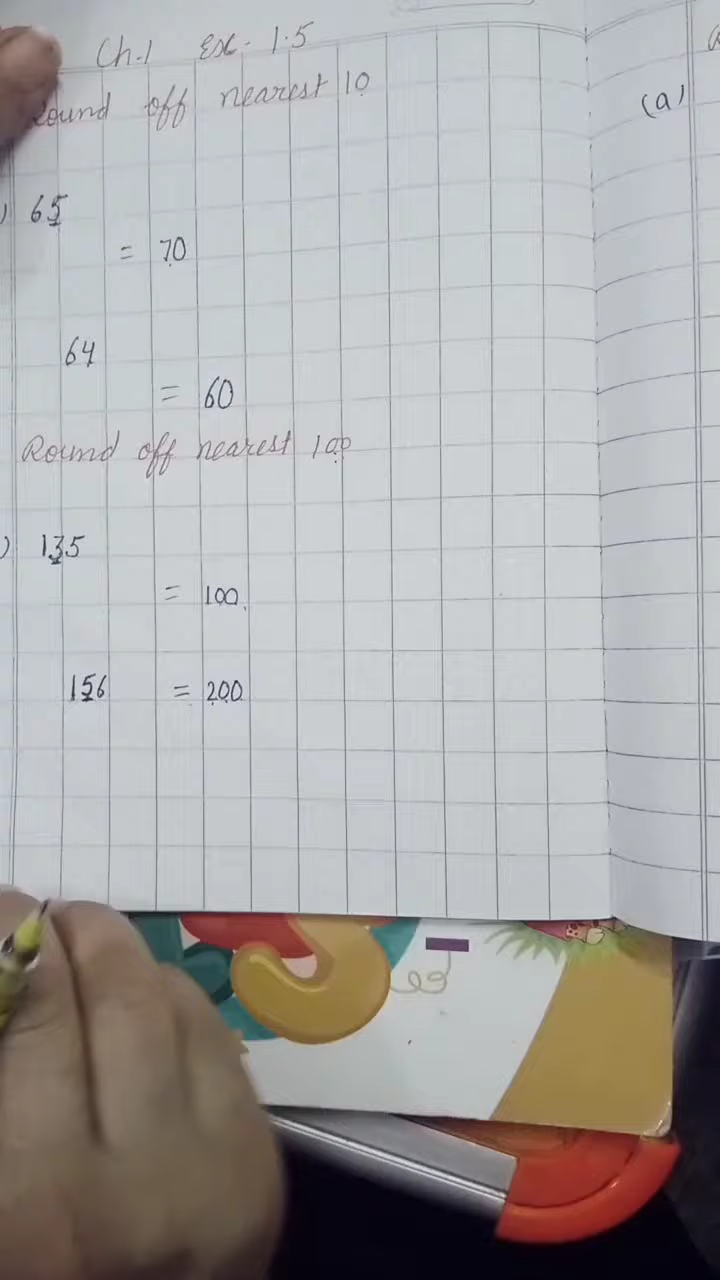 Ch.1 Ex. 1.5
Round off nearest 10
) 65
= 70
64
= 60
Round off nearest 100
) 135
= 100
156 = 200
(a)